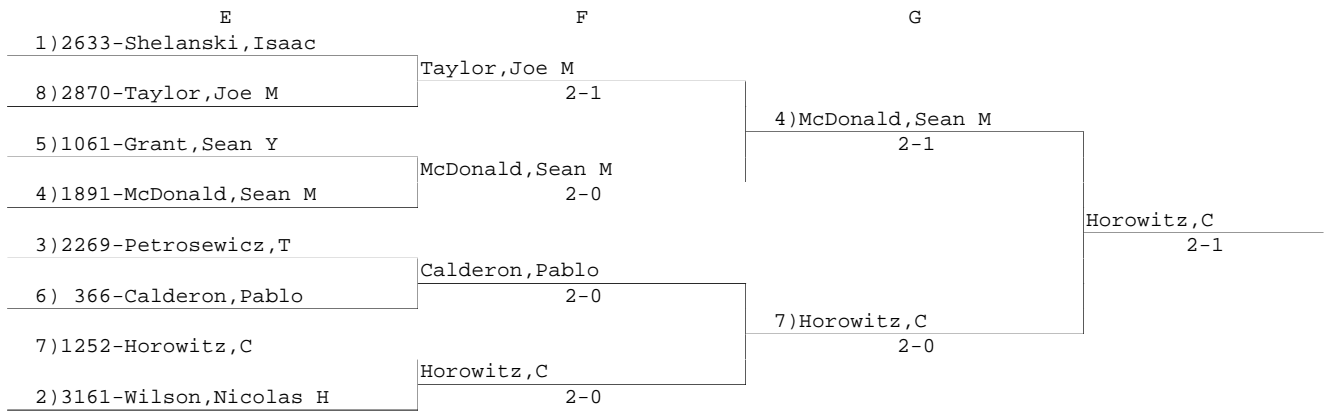 E F G
1)2633-Shelanski,Isaac
Taylor,Joe M
8)2870-Taylor,Joe M 2-1
4)McDonald,Sean M
5)1061-Grant,Sean Y 2-1
McDonald,Sean M
4)1891-McDonald,Sean M 2-0
Horowitz,C
3)2269-Petrosewicz,T 2-1
Calderon,Pablo
6) 366-Calderon,Pablo 2-0
7)Horowitz,C
7)1252-Horowitz,C 2-0
Horowitz,C
2)3161-Wilson,Nicolas H 2-0